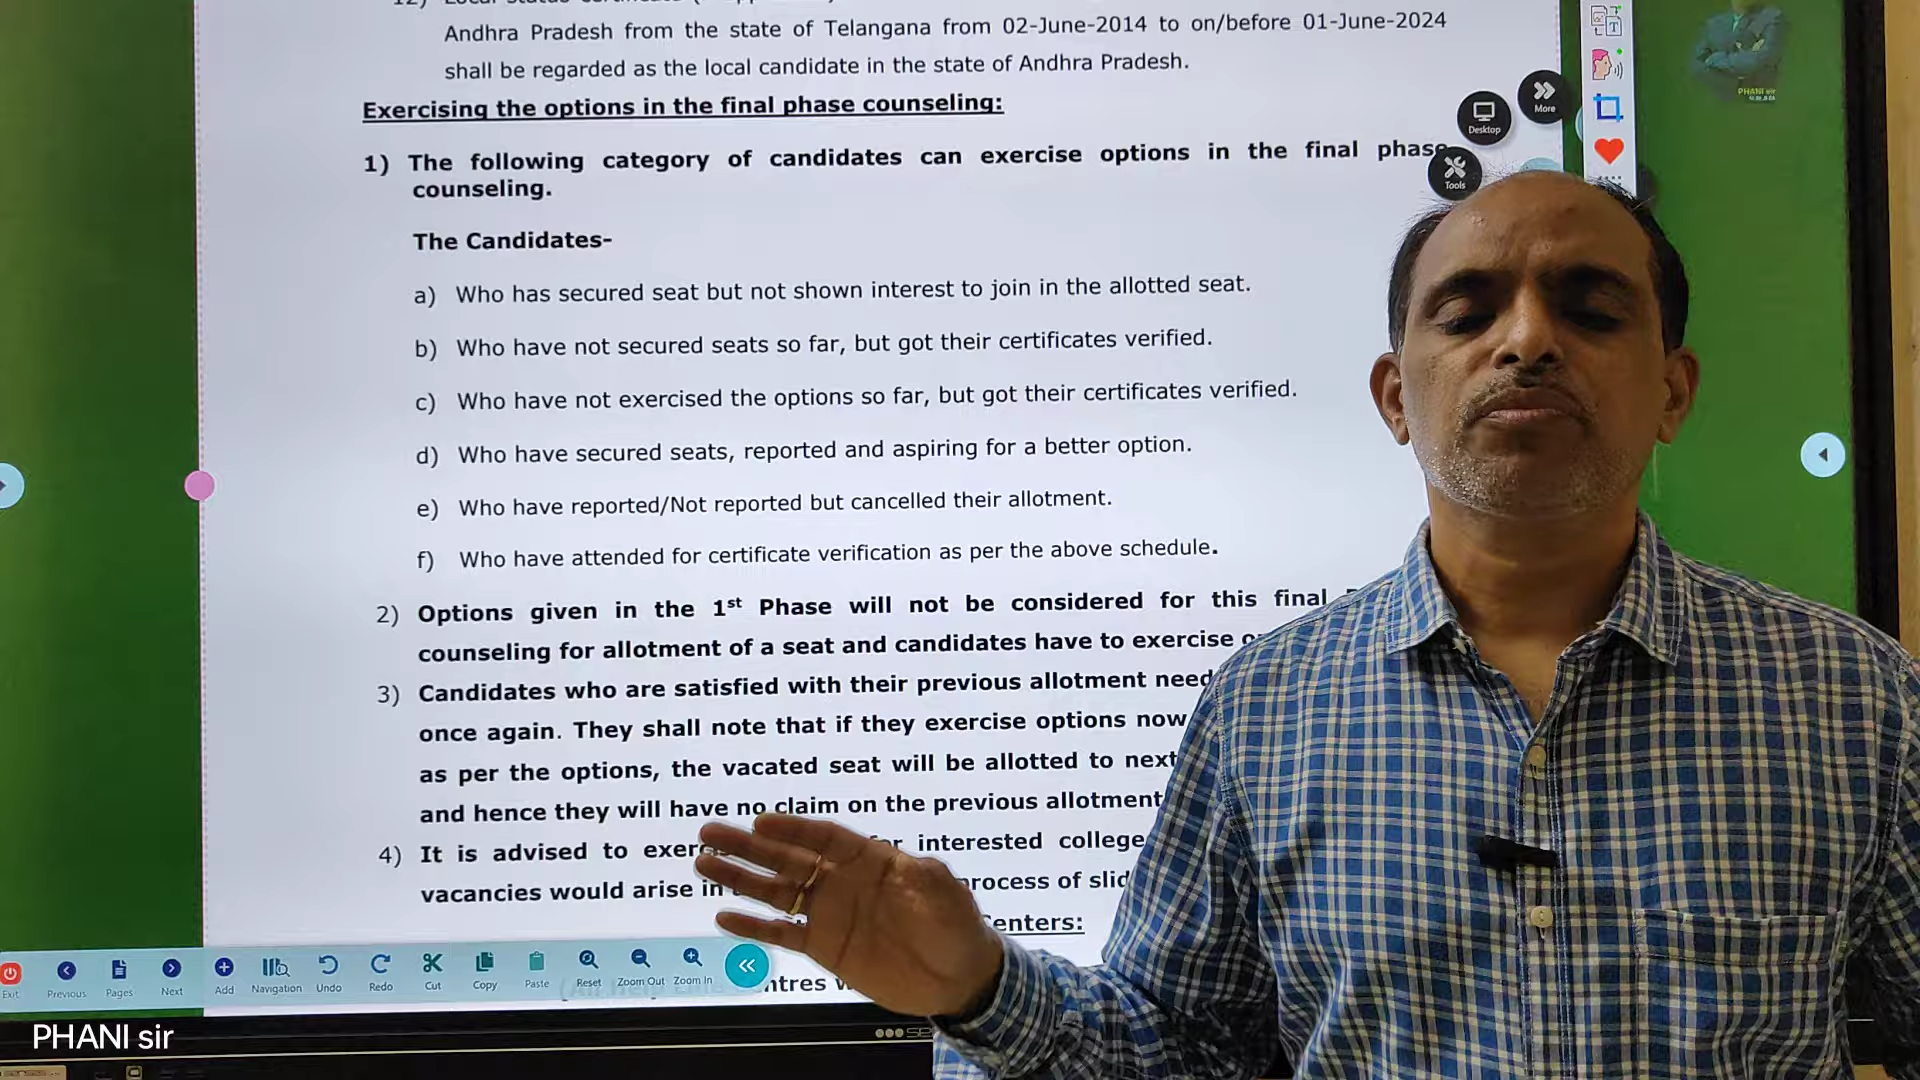 Andhra Pradesh from the state of Telangana from 02-June-2014 to on/before 01-June-2024
shall be regarded as the local candidate in the state of Andhra Pradesh.
Exercising the options in the final phase counseling:
1) The following category of candidates can exercise options in the final phase
counseling.
The Candidates-
a) Who has secured seat but not shown interest to join in the allotted seat.
b) Who have not secured seats so far, but got their certificates verified.
c) Who have not exercised the options so far, but got their certificates verified.
d) Who have secured seats, reported and aspiring for a better option.
e) Who have reported/Not reported but cancelled their allotment.
f) Who have attended for certificate verification as per the above schedule.
2) Options given in the 1st Phase will not be considered for this final
counseling for allotment of a seat and candidates have to exercise
3) Candidates who are satisfied with their previous allotment need
once again. They shall note that if they exercise options now
as per the options, the vacated seat will be allotted to next
and hence they will have no claim on the previous allotment
4) It is advised to interested college
vacancies would arise in process of
Centers:
More
Desktop
Tools
PHANI sir
Exit
Previous
Pages
Next
Add
Navigation
Undo
Redo
Cut
Copy
Paste
Reset
Zoom Out
Zoom In
PHANI sir